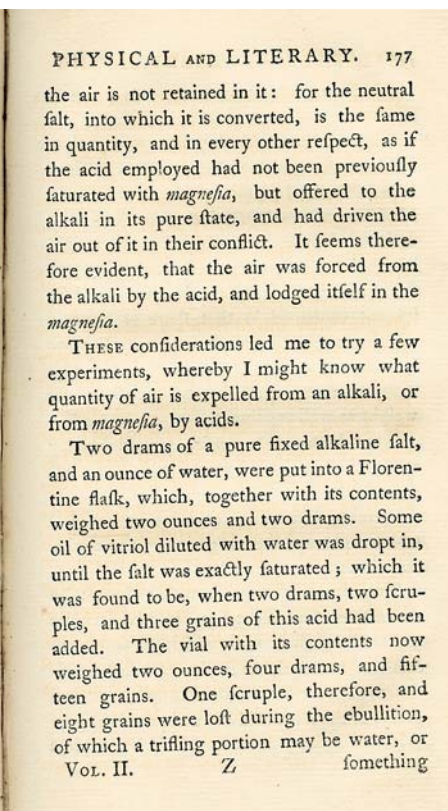 PHYSICAL AND LITERARY. 177
the air is not retained in it: for the neutral
ſalt, into which it is converted, is the ſame
in quantity, and in every other reſpect, as if
the acid employed had not been previouſly
ſaturated with magneſia, but offered to the
alkali in its pure ſtate, and had driven the
air out of it in their conflict. It ſeems there-
fore evident, that the air was forced from
the alkali by the acid, and lodged itſelf in the
magneſia.
THESE conſiderations led me to try a few
experiments, whereby I might know what
quantity of air is expelled from an alkali, or
from magneſia, by acids.
Two drams of a pure fixed alkaline ſalt,
and an ounce of water, were put into a Floren-
tine flaſk, which, together with its contents,
weighed two ounces and two drams. Some
oil of vitriol diluted with water was dropt in,
until the ſalt was exactly ſaturated; which it
was found to be, when two drams, two ſcru-
ples, and three grains of this acid had been
added. The vial with its contents now
weighed two ounces, four drams, and fif-
teen grains. One ſcruple, therefore, and
eight grains were loſt during the ebullition,
of which a trifling portion may be water, or
VOL. II. Z ſomething